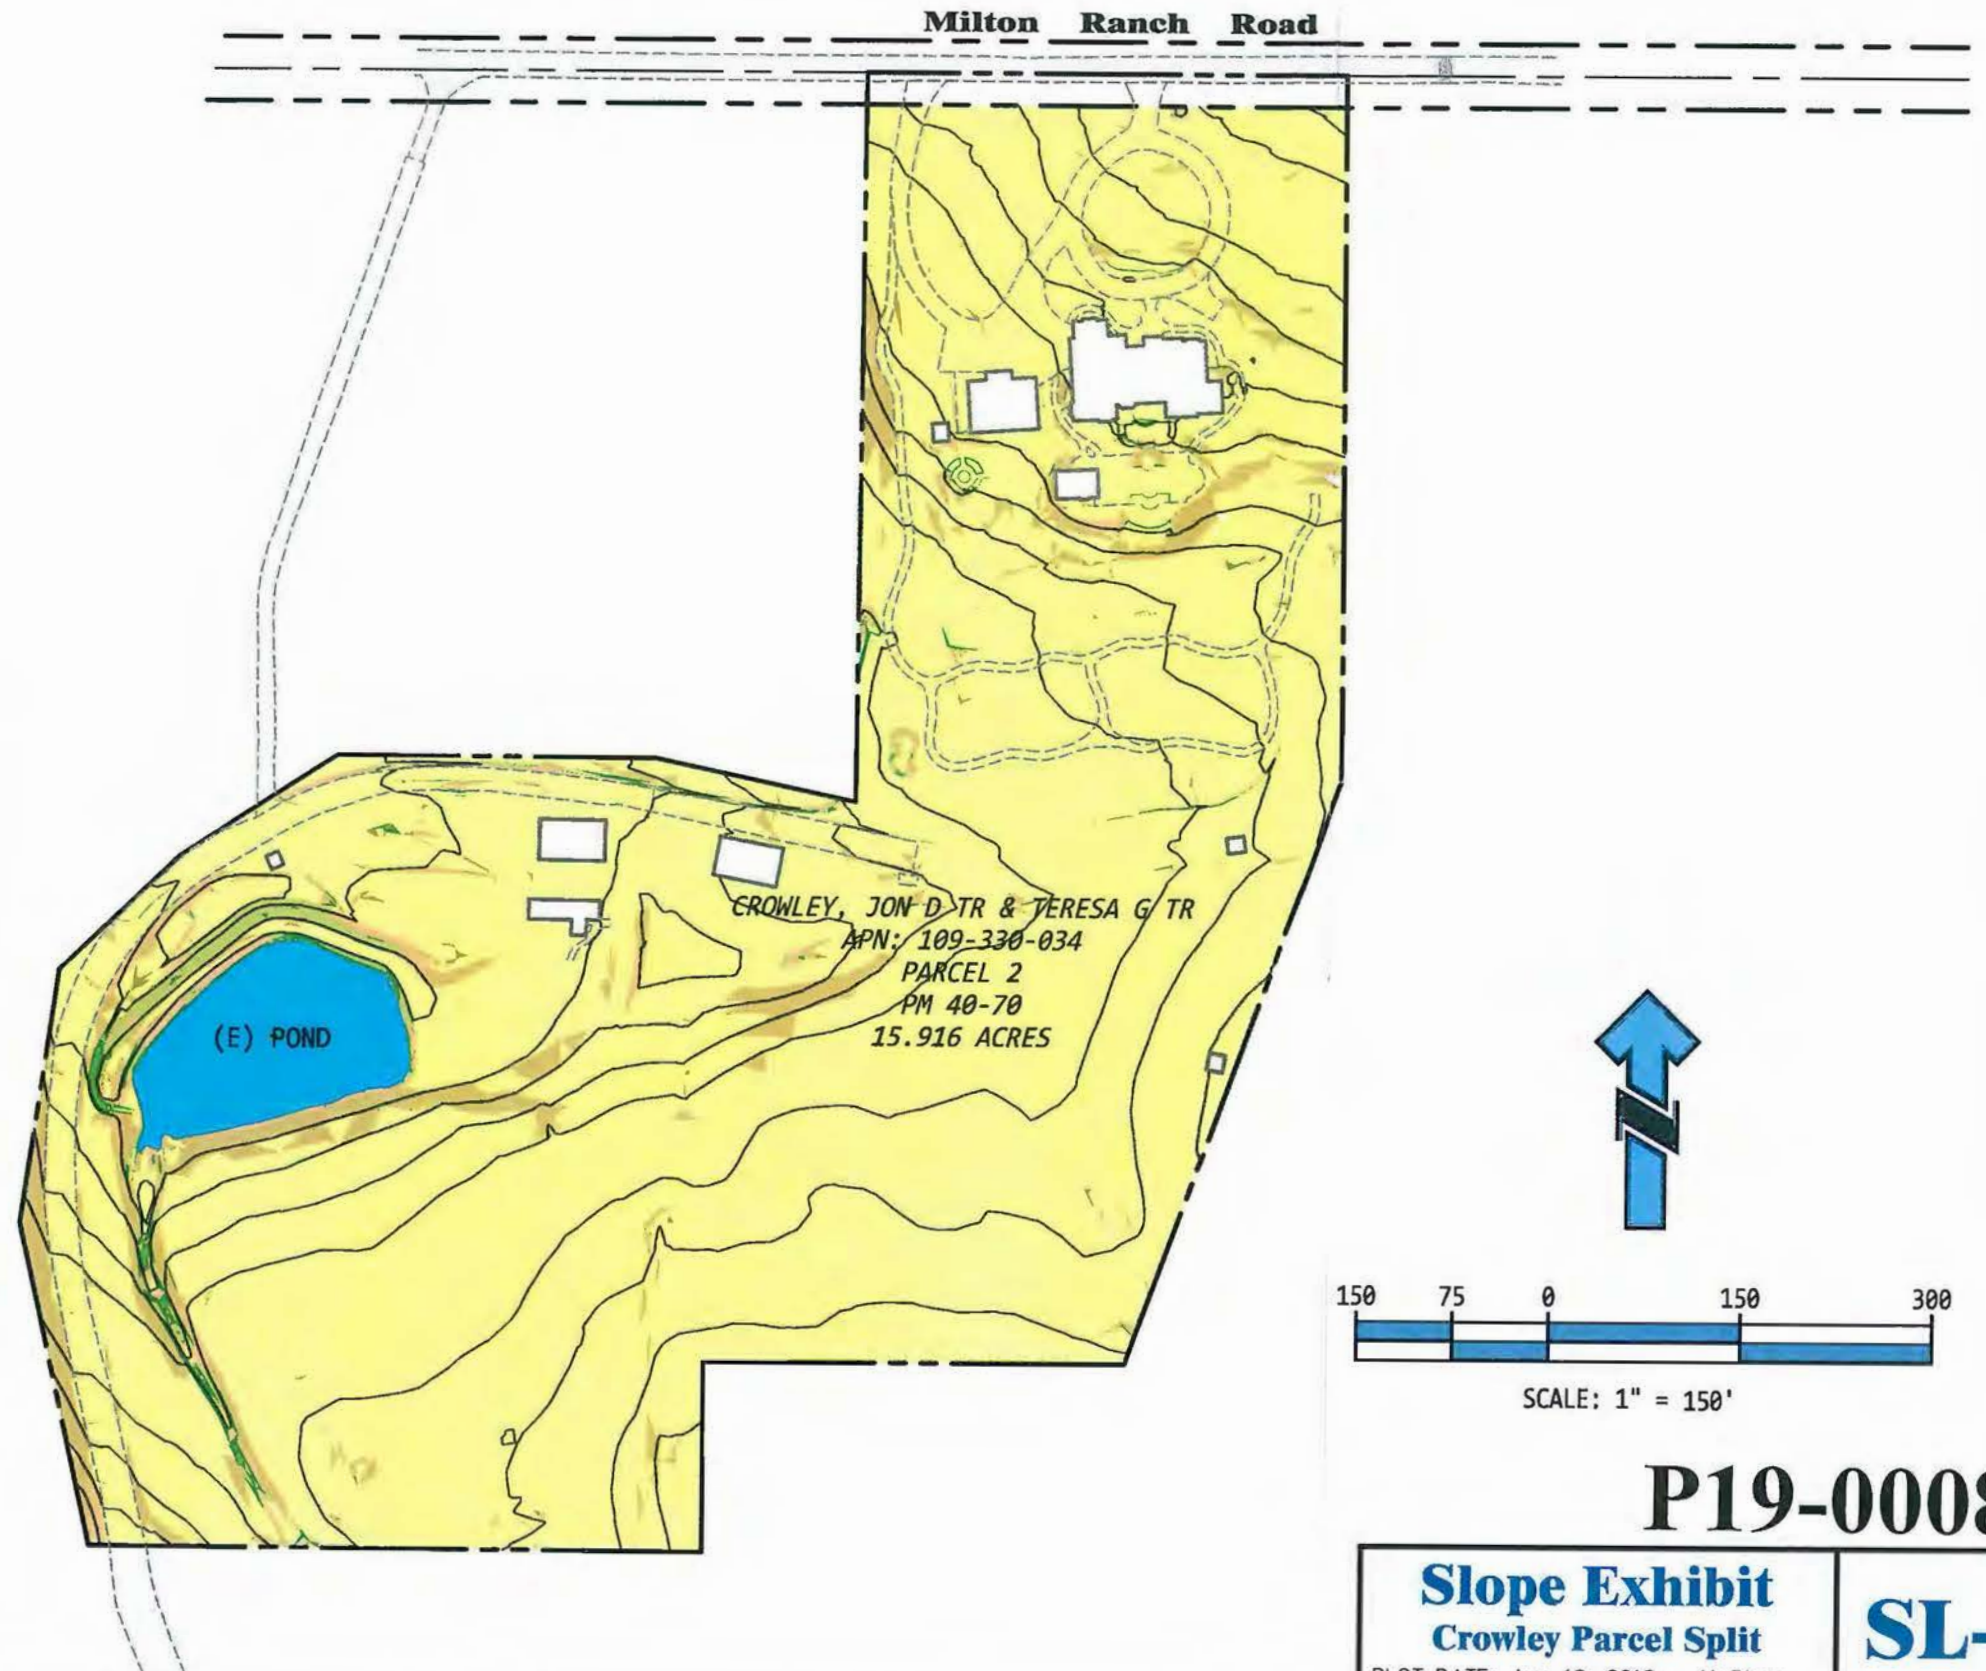 Milton Ranch Road
CROWLEY, JON D TR & TERESA G TR
APN: 109-330-034
PARCEL 2
PM 40-70
15.916 ACRES
(E) POND
150 75 0 150 300
SCALE: 1" = 150'
P19-0008
Slope Exhibit
Crowley Parcel Split
SL-